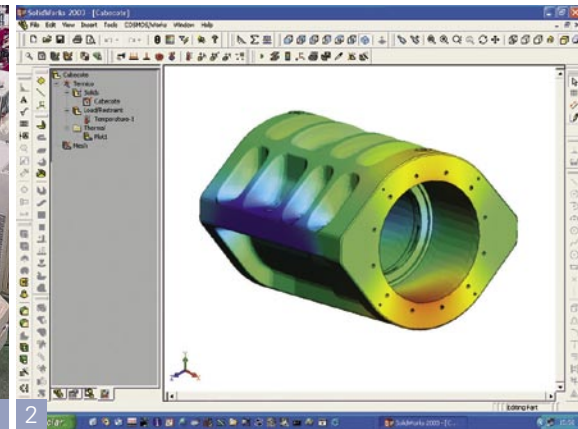 SolidWorks 2003 - [Cabecote]
File Edit View Insert Tools COSMOS/Works Window Help
Cabecote
Termico
Solids
Cabecote
Load/Restraint
Temperature-1
Thermal
Plot1
Mesh
Editing Part
2
SolidWorks 2003 - [C...